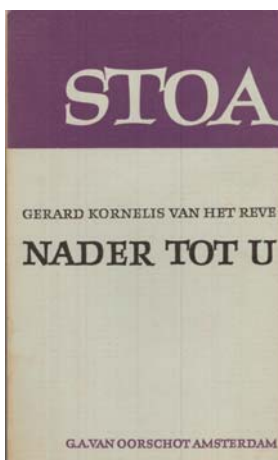 STOA
GERARD KORNELIS VAN HET REVE
NADER TOT U
G.A.VAN OORSCHOT AMSTERDAM